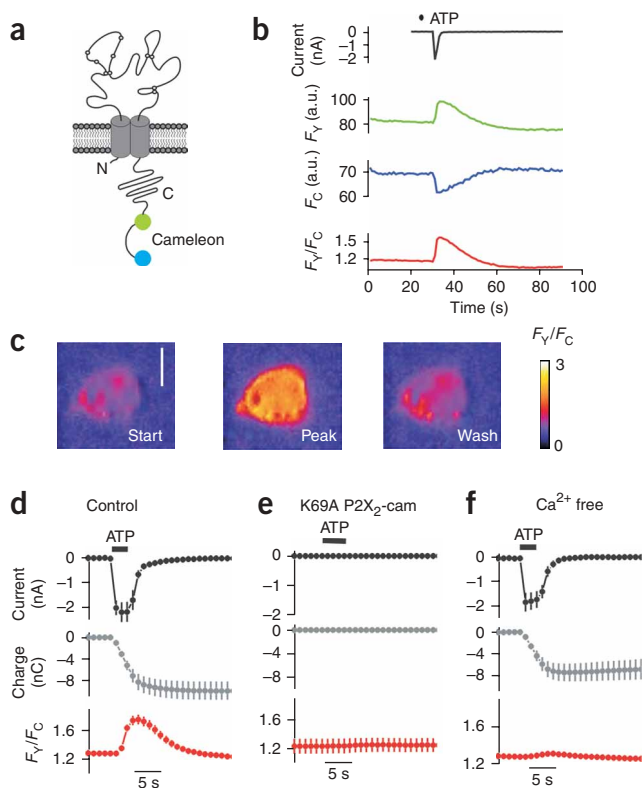 a
N
C
Cameleon
b
ATP
Current (nA)
0
−1
−2
F_Y (a.u.)
100
80
F_C (a.u.)
70
60
F_Y/F_C
1.5
1.2
0 20 40 60 80 100
Time (s)
c
Start
Peak
Wash
F_Y/F_C
3
0
d
Control
ATP
Current (nA)
0
−1
−2
Charge (nC)
0
−4
−8
F_Y/F_C
1.6
1.2
5 s
e
K69A P2X₂-cam
ATP
0
−1
−2
0
−4
−8
1.6
1.2
5 s
f
Ca²⁺ free
ATP
0
−1
−2
0
−4
−8
1.6
1.2
5 s